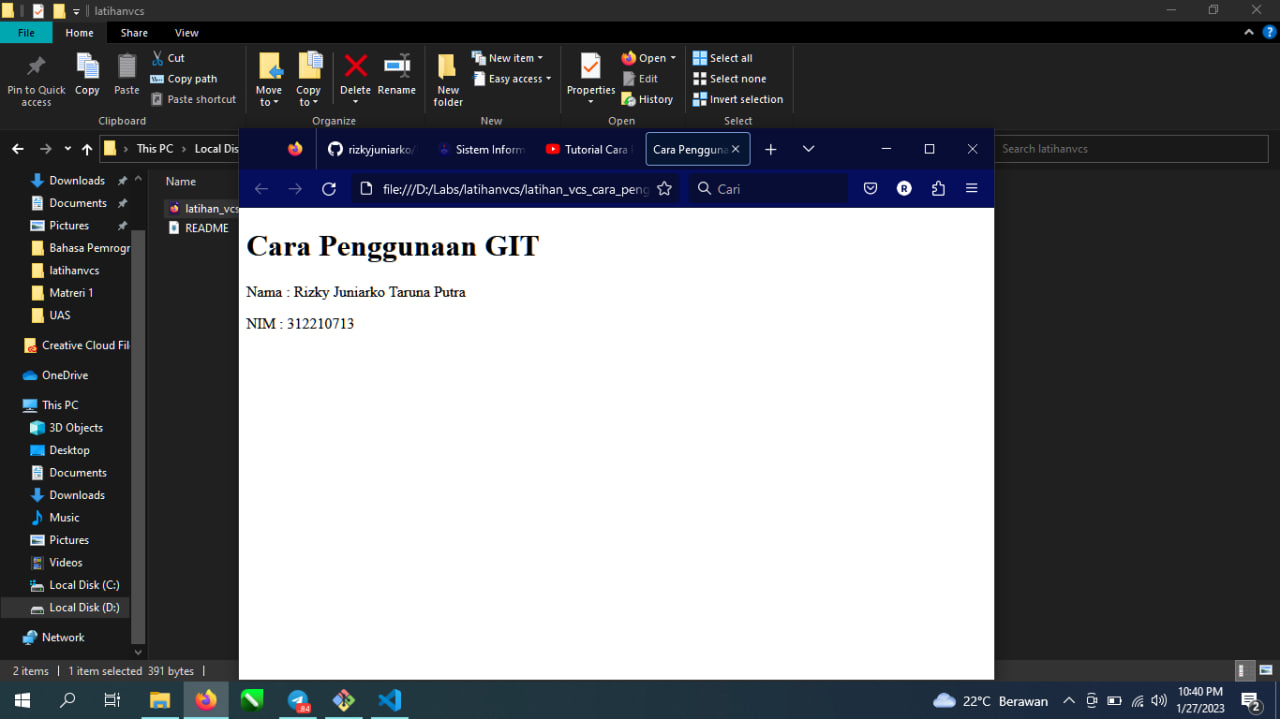 latihanvcs
File Home Share View
Pin to Quick access
Copy
Paste
Cut
Copy path
Paste shortcut
Clipboard
Move to
Copy to
Delete
Rename
Organize
New folder
New item
Easy access
New
Properties
Open
Edit
History
Open
Select all
Select none
Invert selection
Select
This PC Local Dis
Search latihanvcs
rizkyjuniarko/
Sistem Inform
Tutorial Cara
Cara Pengguna
file:///D:/Labs/latihanvcs/latihan_vcs_cara_peng
Cari
R
Downloads
Documents
Pictures
Bahasa Pemrogr
latihanvcs
Matreri 1
UAS
Creative Cloud Fil
OneDrive
This PC
3D Objects
Desktop
Documents
Downloads
Music
Pictures
Videos
Local Disk (C:)
Local Disk (D:)
Network
Name
latihan_vcs
README
Cara Penggunaan GIT
Nama : Rizky Juniarko Taruna Putra
NIM : 312210713
2 items 1 item selected 391 bytes
84
22°C Berawan
10:40 PM
1/27/2023
2